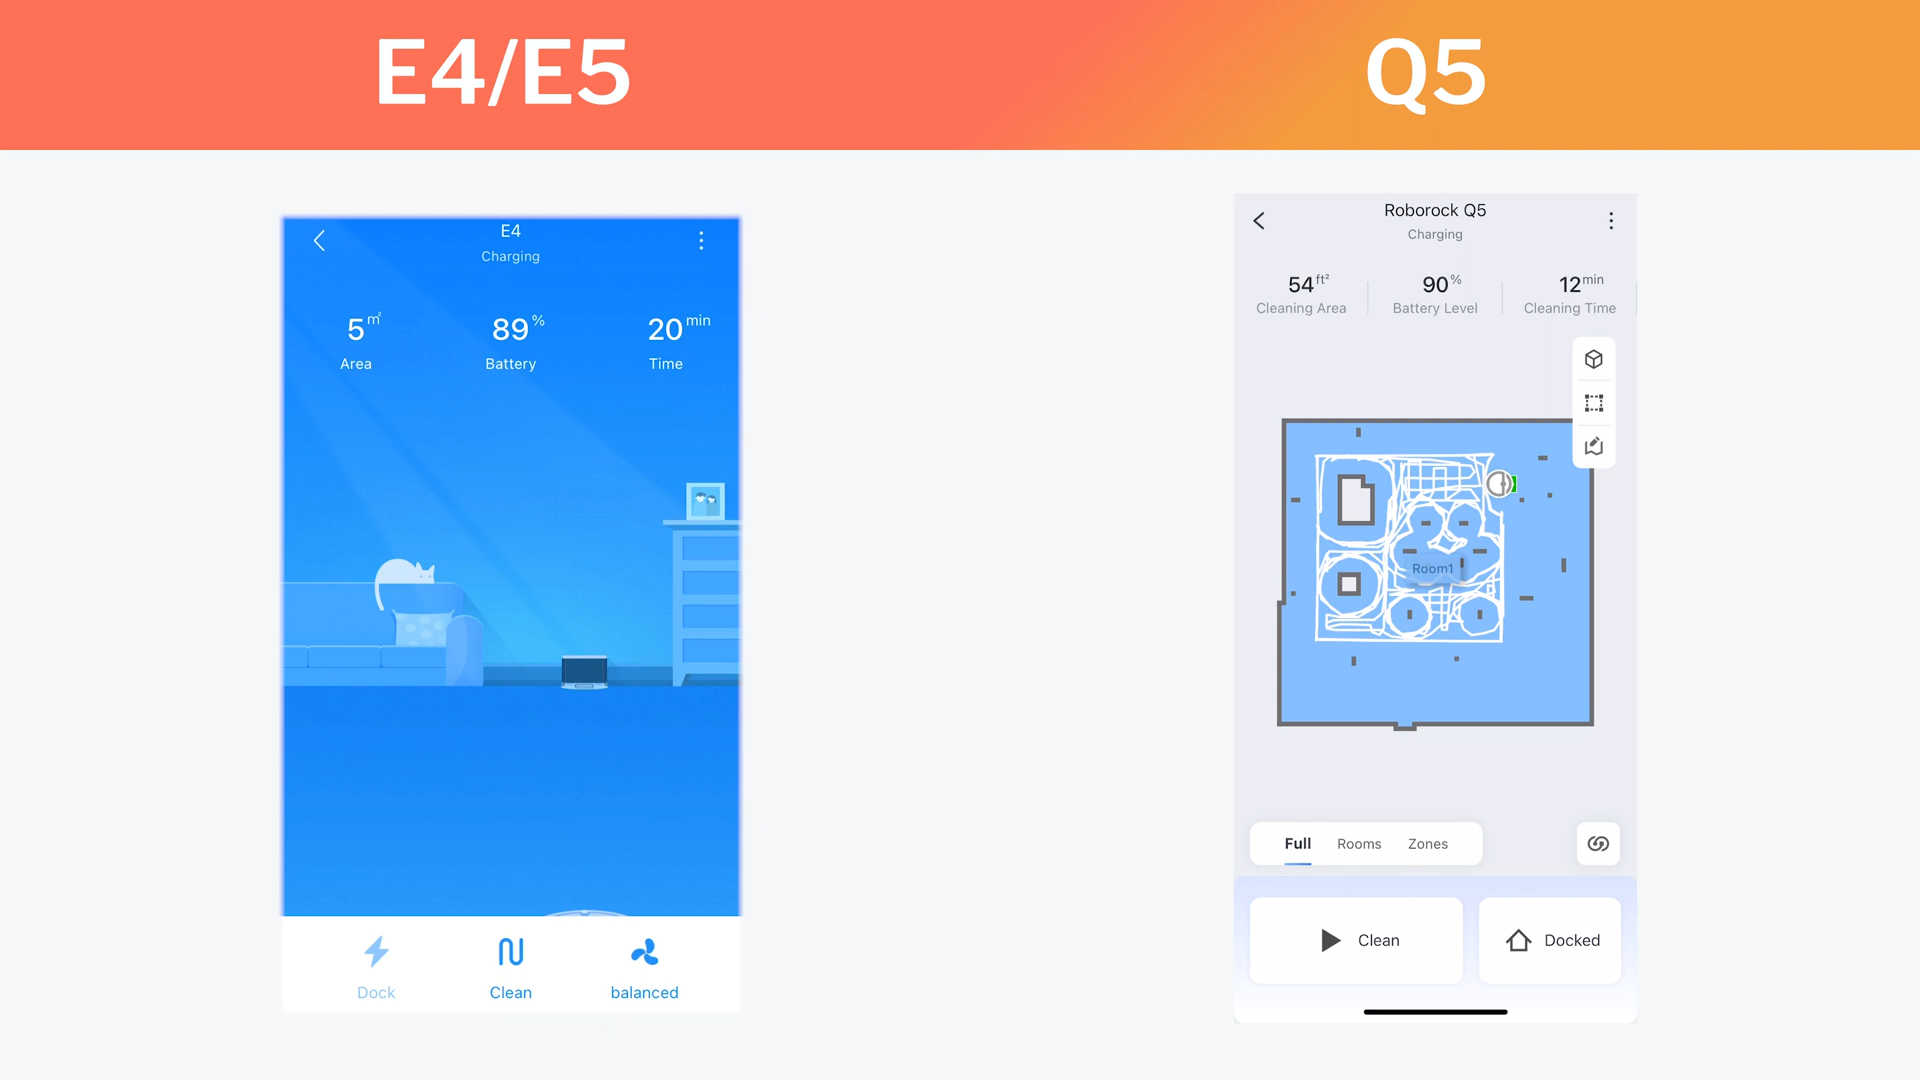 E4/E5
Q5
E4
Charging
5 m² 89 % 20 min
Area Battery Time
Dock Clean balanced
Roborock Q5
Charging
54 ft² 90 % 12 min
Cleaning Area Battery Level Cleaning Time
Room1
Full Rooms Zones
Clean Docked